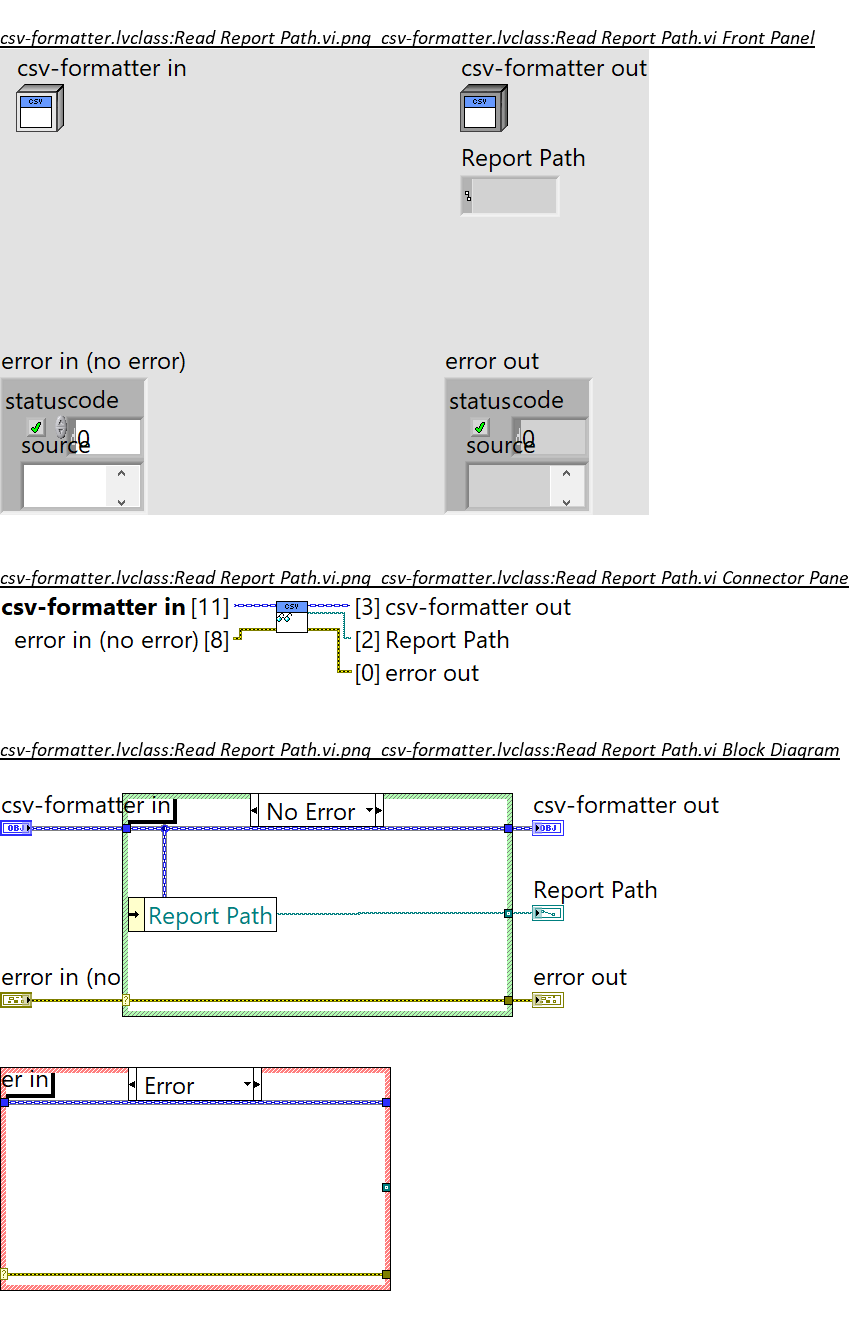 csv-formatter.lvclass:Read Report Path.vi.png csv-formatter.lvclass:Read Report Path.vi Front Panel
csv-formatter in
csv-formatter out
CSV
CSV
Report Path
error in (no error)
error out
status code
status code
0
0
source
source
csv-formatter.lvclass:Read Report Path.vi.png csv-formatter.lvclass:Read Report Path.vi Connector Pane
csv-formatter in [11]
CSV
[3] csv-formatter out
error in (no error) [8]
[2] Report Path
[0] error out
csv-formatter.lvclass:Read Report Path.vi.png csv-formatter.lvclass:Read Report Path.vi Block Diagram
csv-formatter in
No Error
csv-formatter out
OBJ
OBJ
Report Path
Report Path
error in (no
error out
?
er in
Error
?